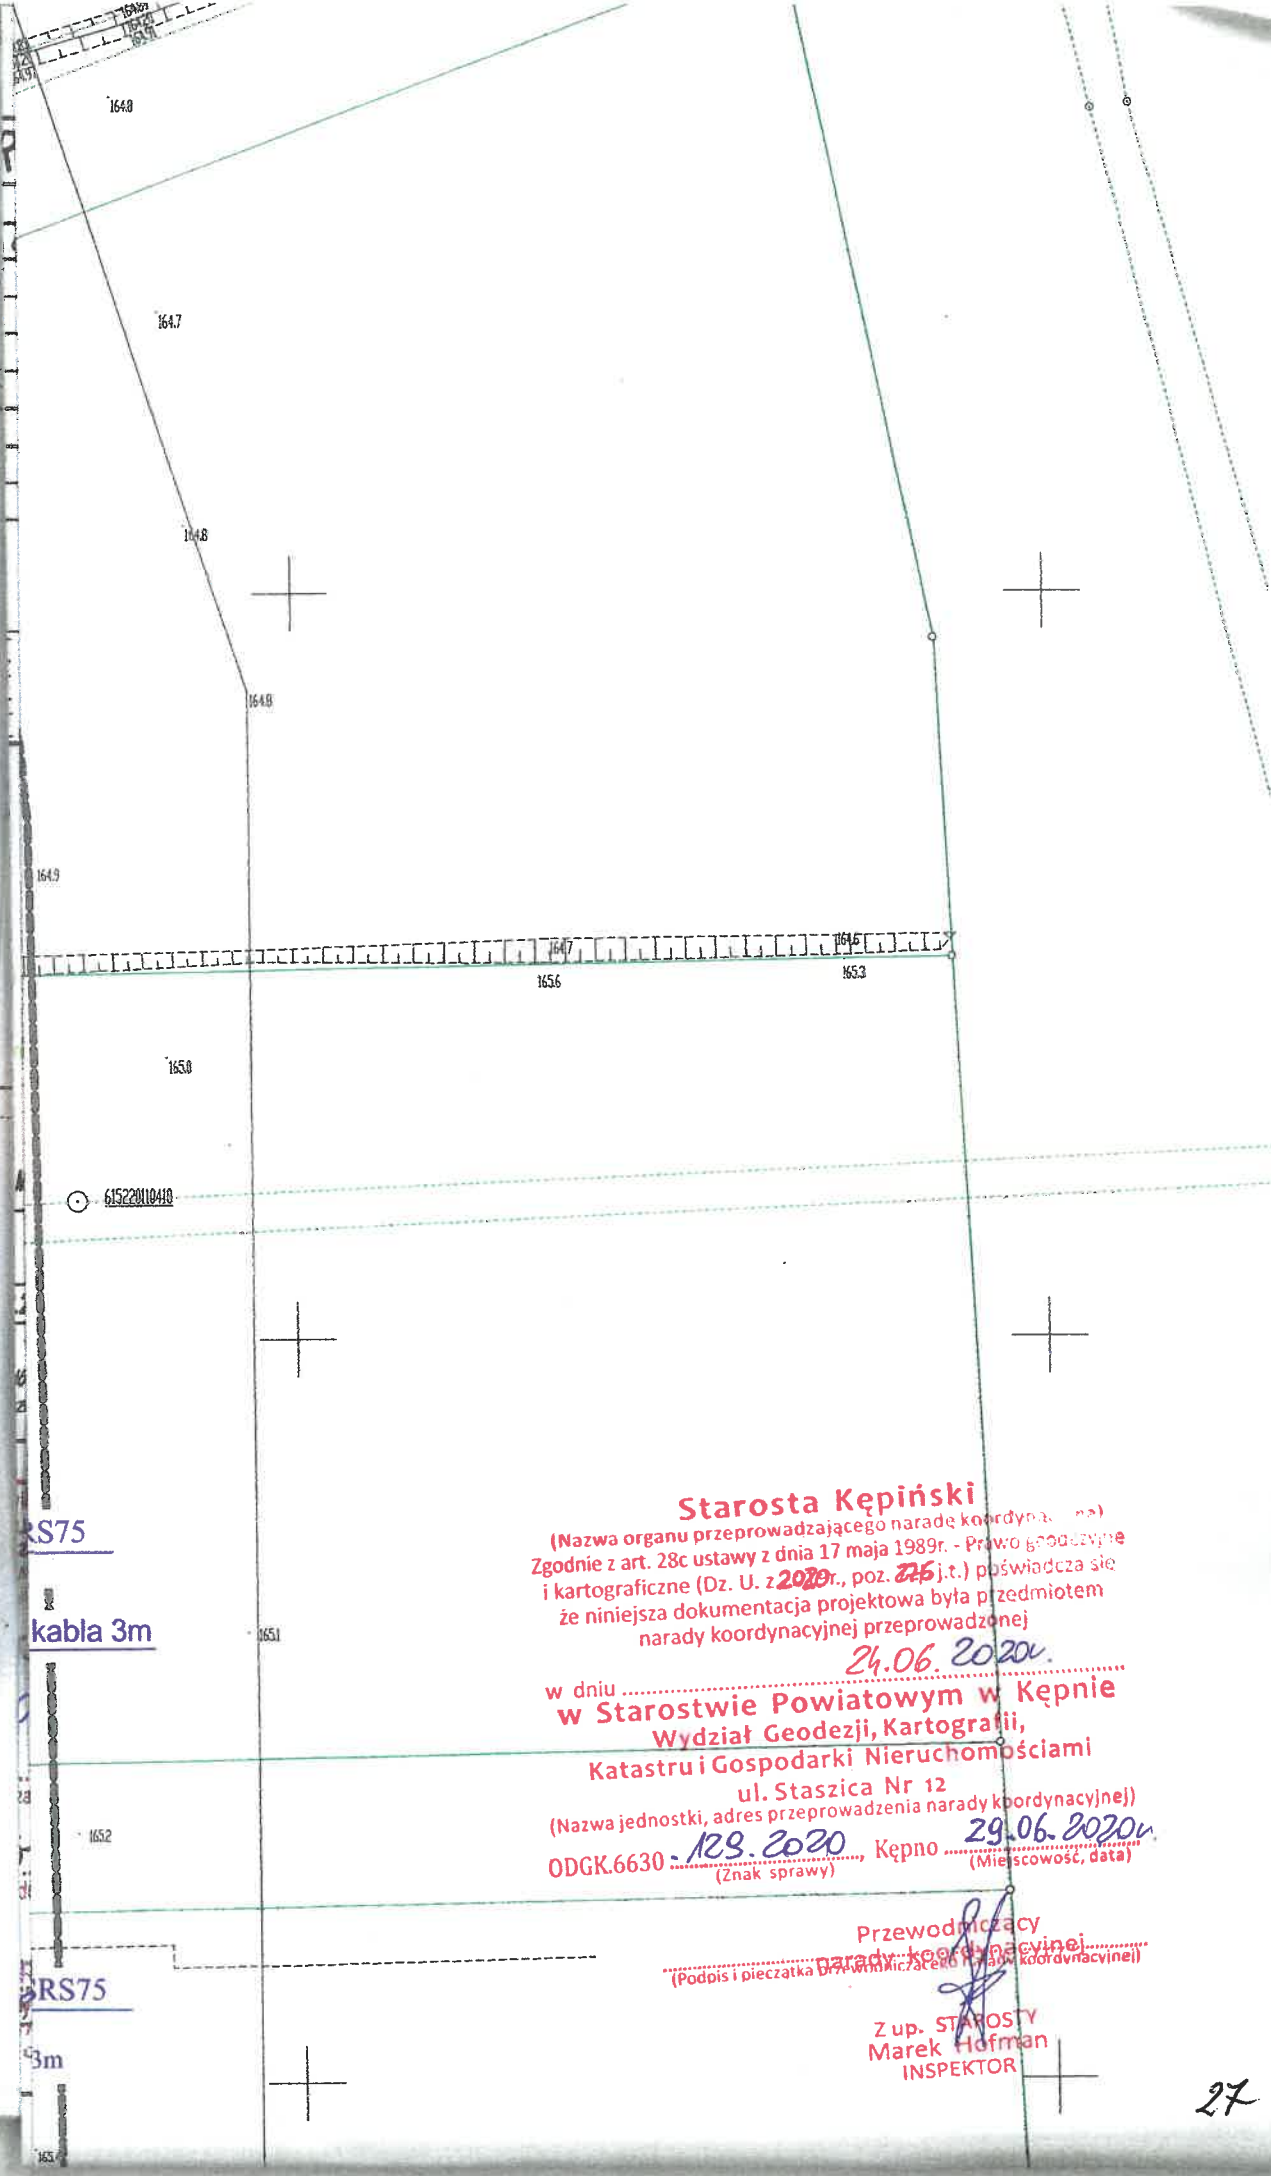 164.8
164.7
164.8
164.8
164.9
164.7
164.6
165.6
165.3
165.0
615220110410
RS75
kabla 3m
165.1
165.2
RS75
3m
Starosta Kępiński
(Nazwa organu przeprowadzającego naradę
Zgodnie z art. 28c ustawy z dnia 17 maja 1989r. - Prawo geodezyjne
i kartograficzne (Dz. U. z 2020r., poz. 276 j.t.) poświadcza się
że niniejsza dokumentacja projektowa była przedmiotem
narady koordynacyjnej przeprowadzonej
w dniu 24.06.2020r.
w Starostwie Powiatowym w Kępnie
Wydział Geodezji, Kartografii,
Katastru i Gospodarki Nieruchomościami
ul. Staszica Nr 12
(Nazwa jednostki, adres przeprowadzenia narady koordynacyjnej)
ODGK.6630.129.2020, Kępno 29.06.2020r.
(Znak sprawy) (Miejscowość, data)
Przewodniczący
narady koordynacyjnej
(Podpis i pieczątka przewodniczącego narady koordynacyjnej)
Z up. STAROSTY
Marek Hofman
INSPEKTOR
27